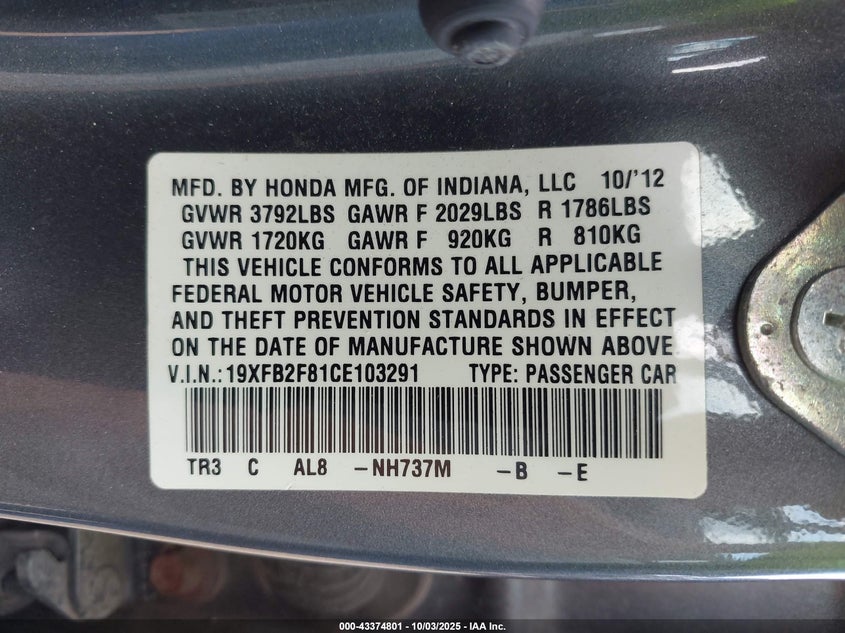 MFD. BY HONDA MFG. OF INDIANA, LLC 10/'12
GVWR 3792LBS GAWR F 2029LBS R 1786LBS
GVWR 1720KG GAWR F 920KG R 810KG
THIS VEHICLE CONFORMS TO ALL APPLICABLE
FEDERAL MOTOR VEHICLE SAFETY, BUMPER,
AND THEFT PREVENTION STANDARDS IN EFFECT
ON THE DATE OF MANUFACTURE SHOWN ABOVE.
V.I.N.:19XFB2F81CE103291 TYPE: PASSENGER CAR
TR3 C AL8 -NH737M -B -E
000-43374801 - 10/03/2025 - IAA Inc.